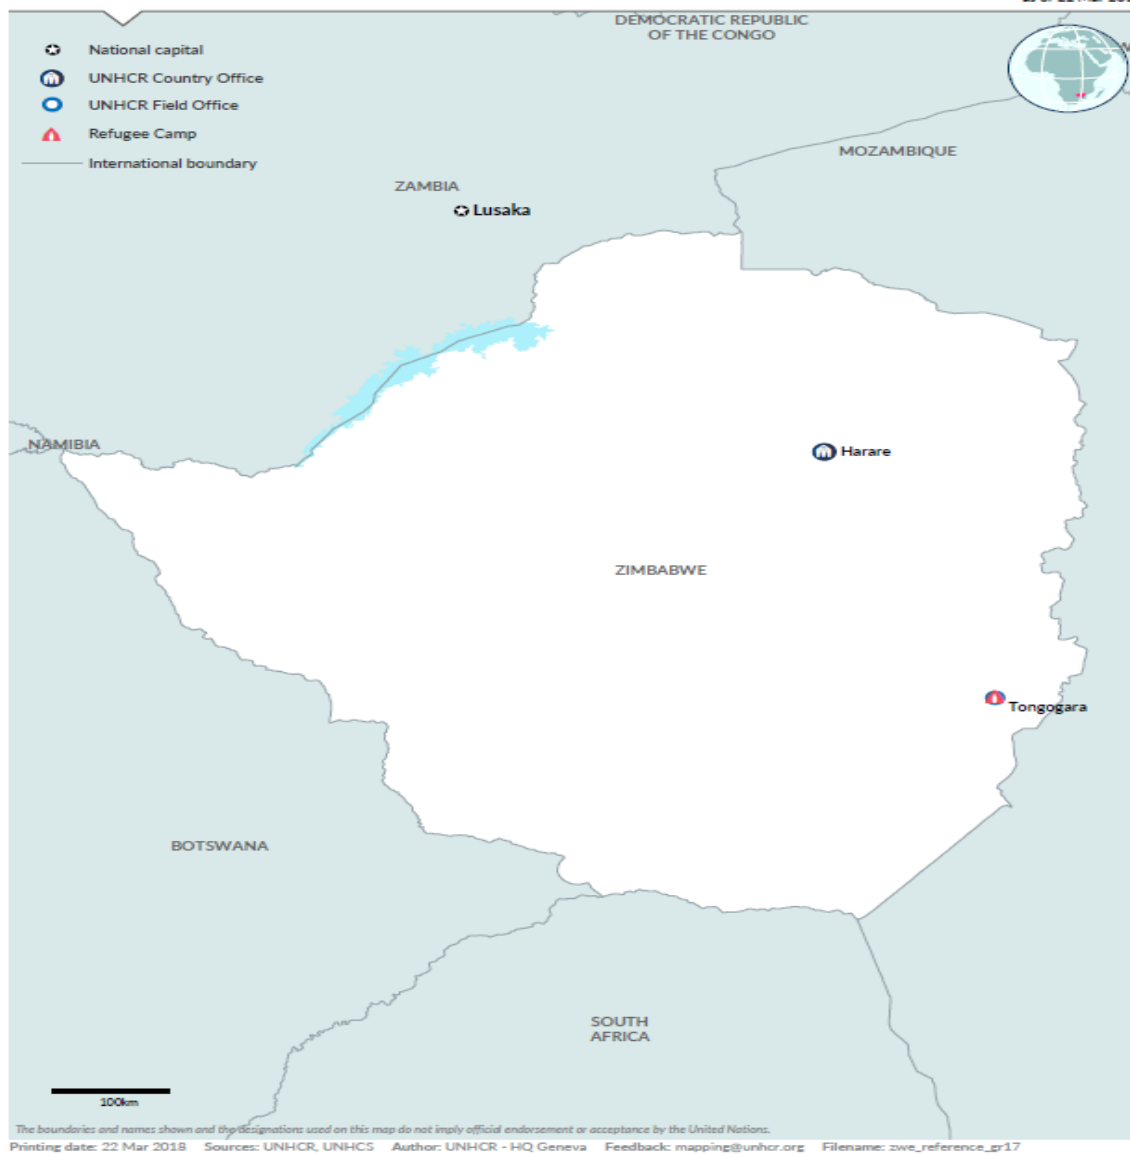 DEMOCRATIC REPUBLIC
OF THE CONGO
National capital
UNHCR Country Office
UNHCR Field Office
Refugee Camp
International boundary
MOZAMBIQUE
ZAMBIA
Lusaka
NAMIBIA
Harare
ZIMBABWE
Tongogara
BOTSWANA
SOUTH
AFRICA
100km
The boundaries and names shown and the designations used on this map do not imply official endorsement or acceptance by the United Nations.
Printing date: 22 Mar 2018 Sources: UNHCR, UNHCS Author: UNHCR - HQ Geneva Feedback: mapping@unhcr.org Filename: zwe_reference_gr17